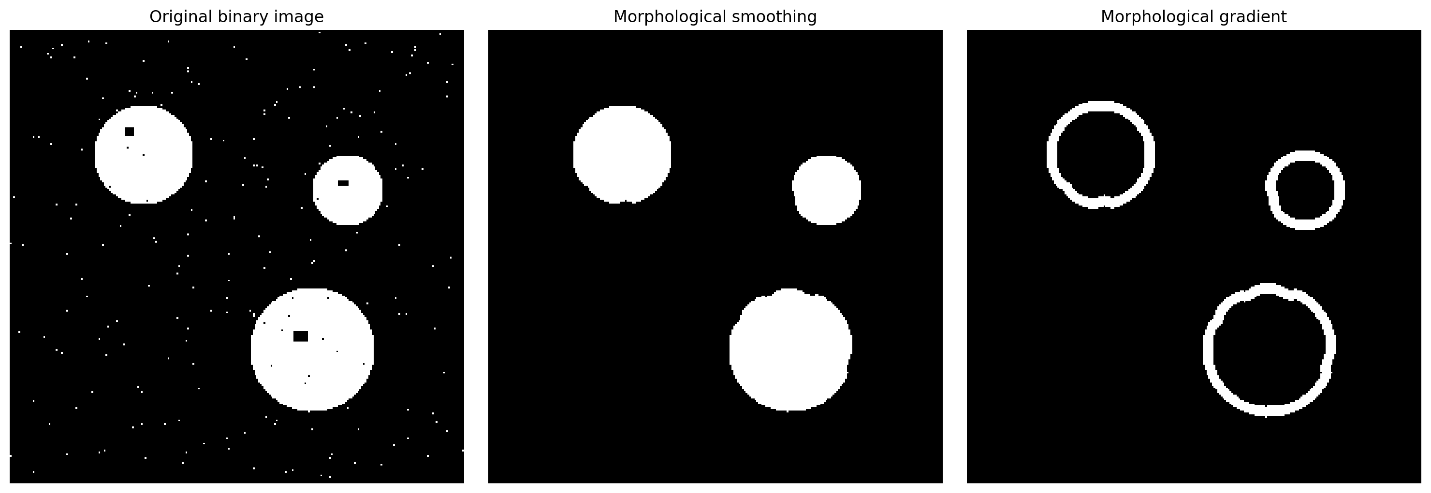 Original binary image
Morphological smoothing
Morphological gradient